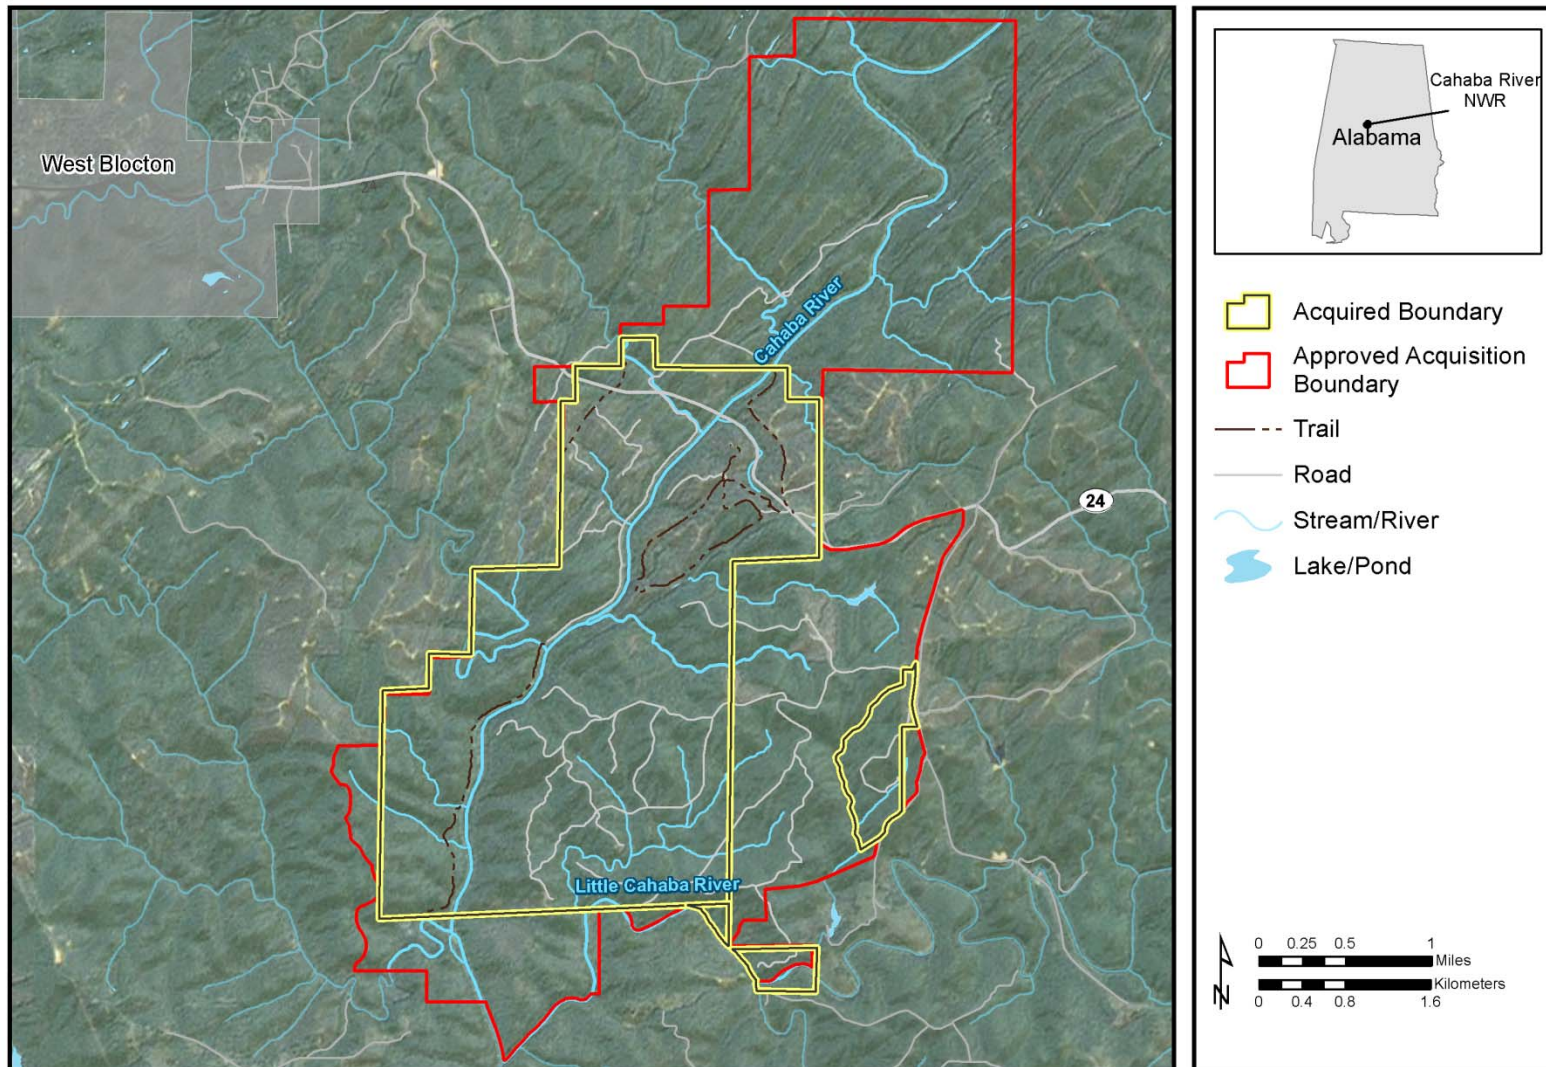 West Blocton
24
Cahaba River
24
Little Cahaba River
Cahaba River
NWR
Alabama
Acquired Boundary
Approved Acquisition
Boundary
Trail
Road
Stream/River
Lake/Pond
N
0 0.25 0.5 1
Miles
Kilometers
0 0.4 0.8 1.6